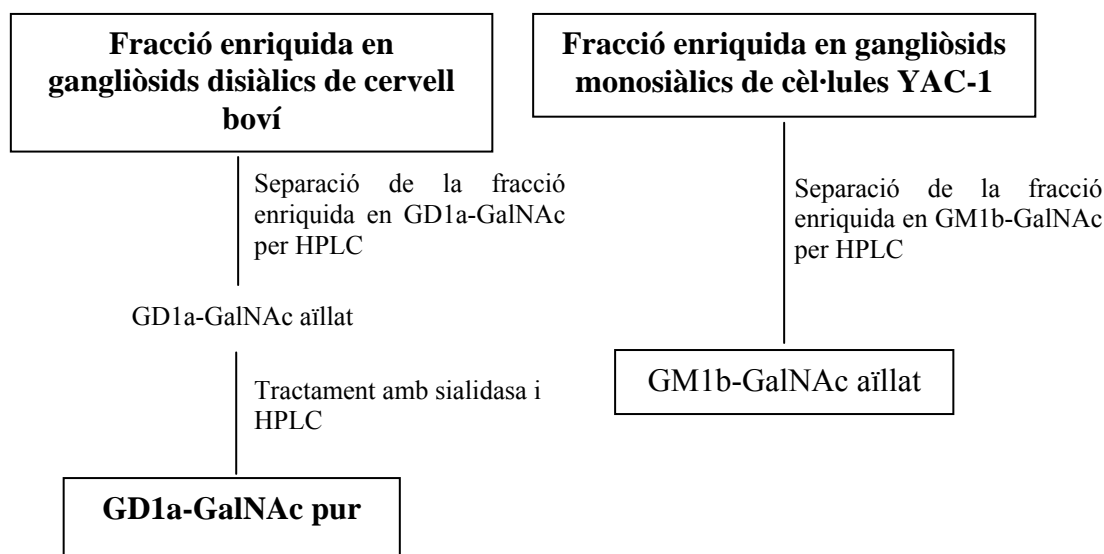 Fracció enriquida en
gangliòsids disiàlics de cervell
boví
Separació de la fracció
enriquida en GD1a-GalNAc
per HPLC
GD1a-GalNAc aïllat
Tractament amb sialidasa i
HPLC
GD1a-GalNAc pur
Fracció enriquida en gangliòsids
monosiàlics de cèl·lules YAC-1
Separació de la fracció
enriquida en GM1b-GalNAc
per HPLC
GM1b-GalNAc aïllat